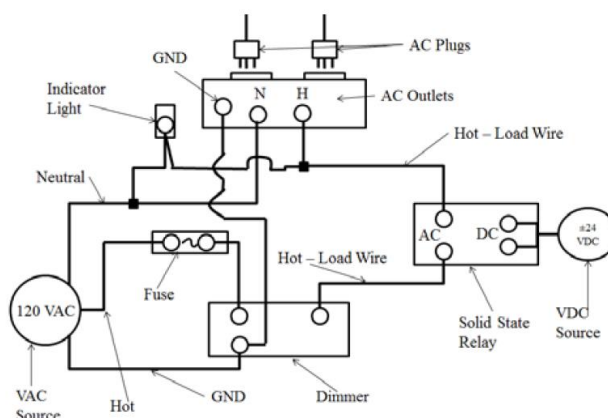 AC Plugs
GND
Indicator
Light
N H
AC Outlets
Hot – Load Wire
Neutral
AC
DC
±24
VDC
Hot – Load Wire
Fuse
120 VAC
Solid State
Relay
VDC
Source
VAC
Source
Hot
GND
Dimmer